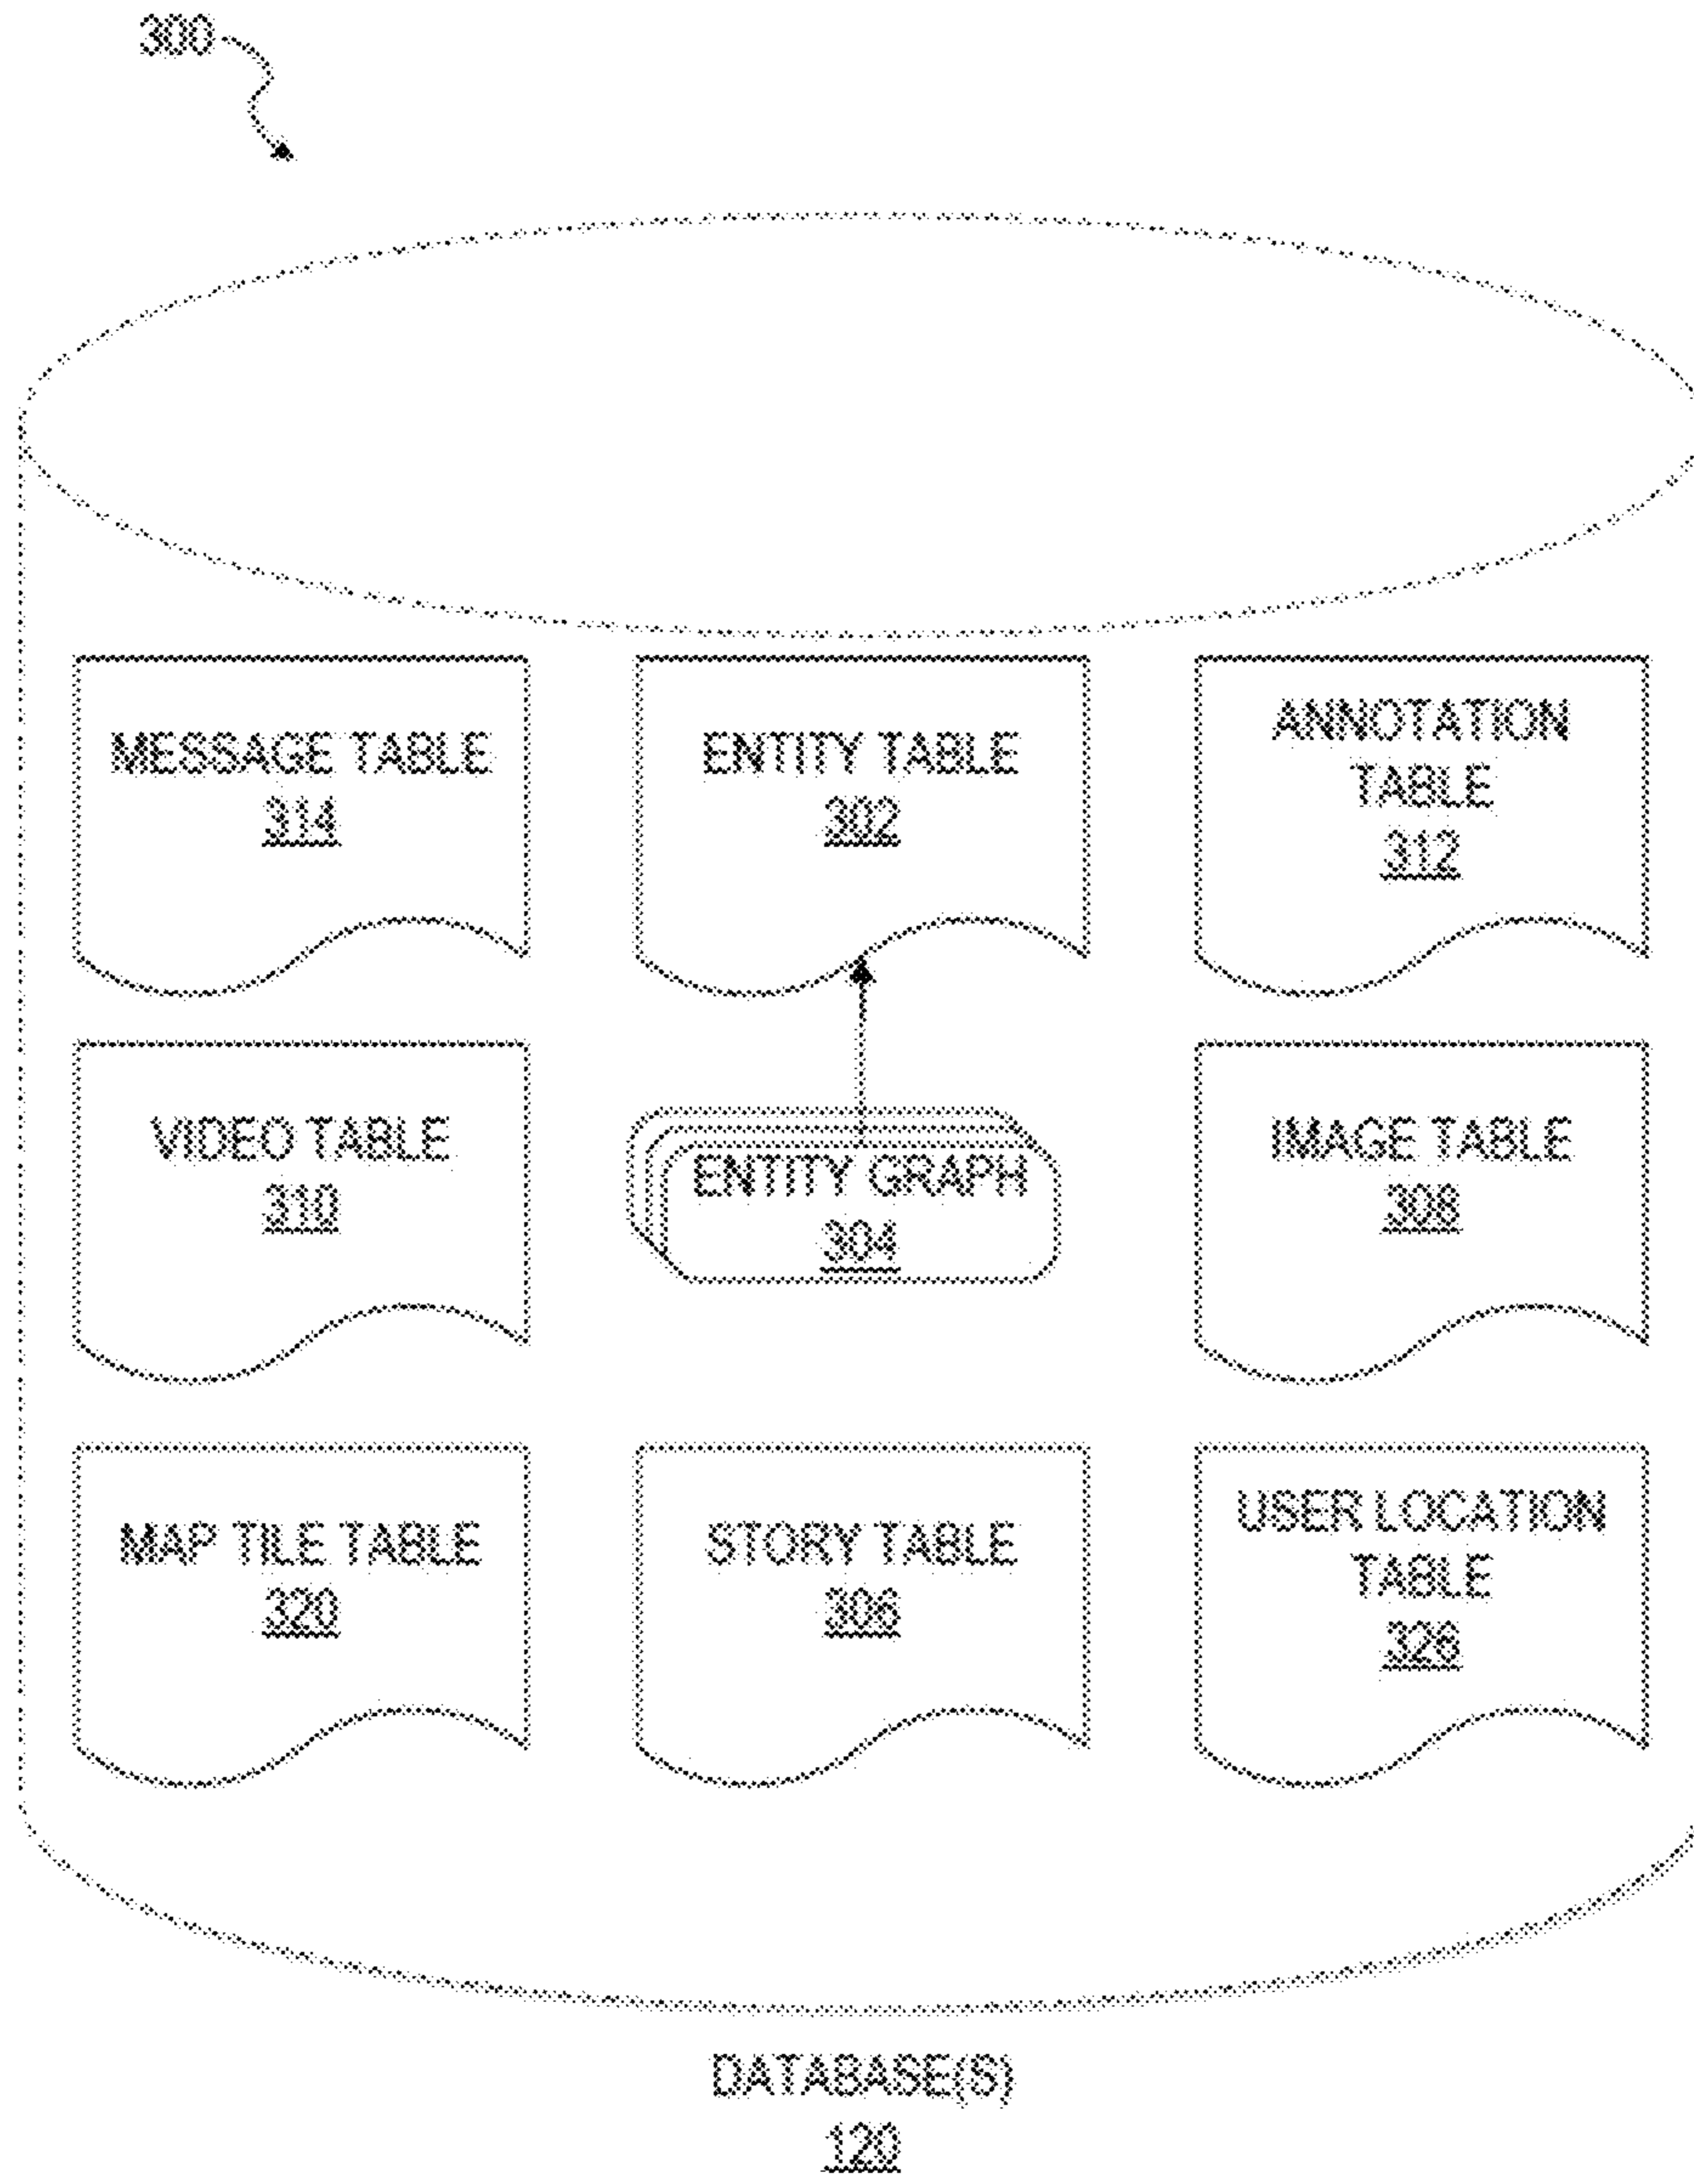 300
MESSAGE TABLE
314
ENTITY TABLE
302
ANNOTATION
TABLE
312
VIDEO TABLE
310
ENTITY GRAPH
304
IMAGE TABLE
308
MAP TILE TABLE
320
STORY TABLE
306
USER LOCATION
TABLE
326
DATABASE(S)
120